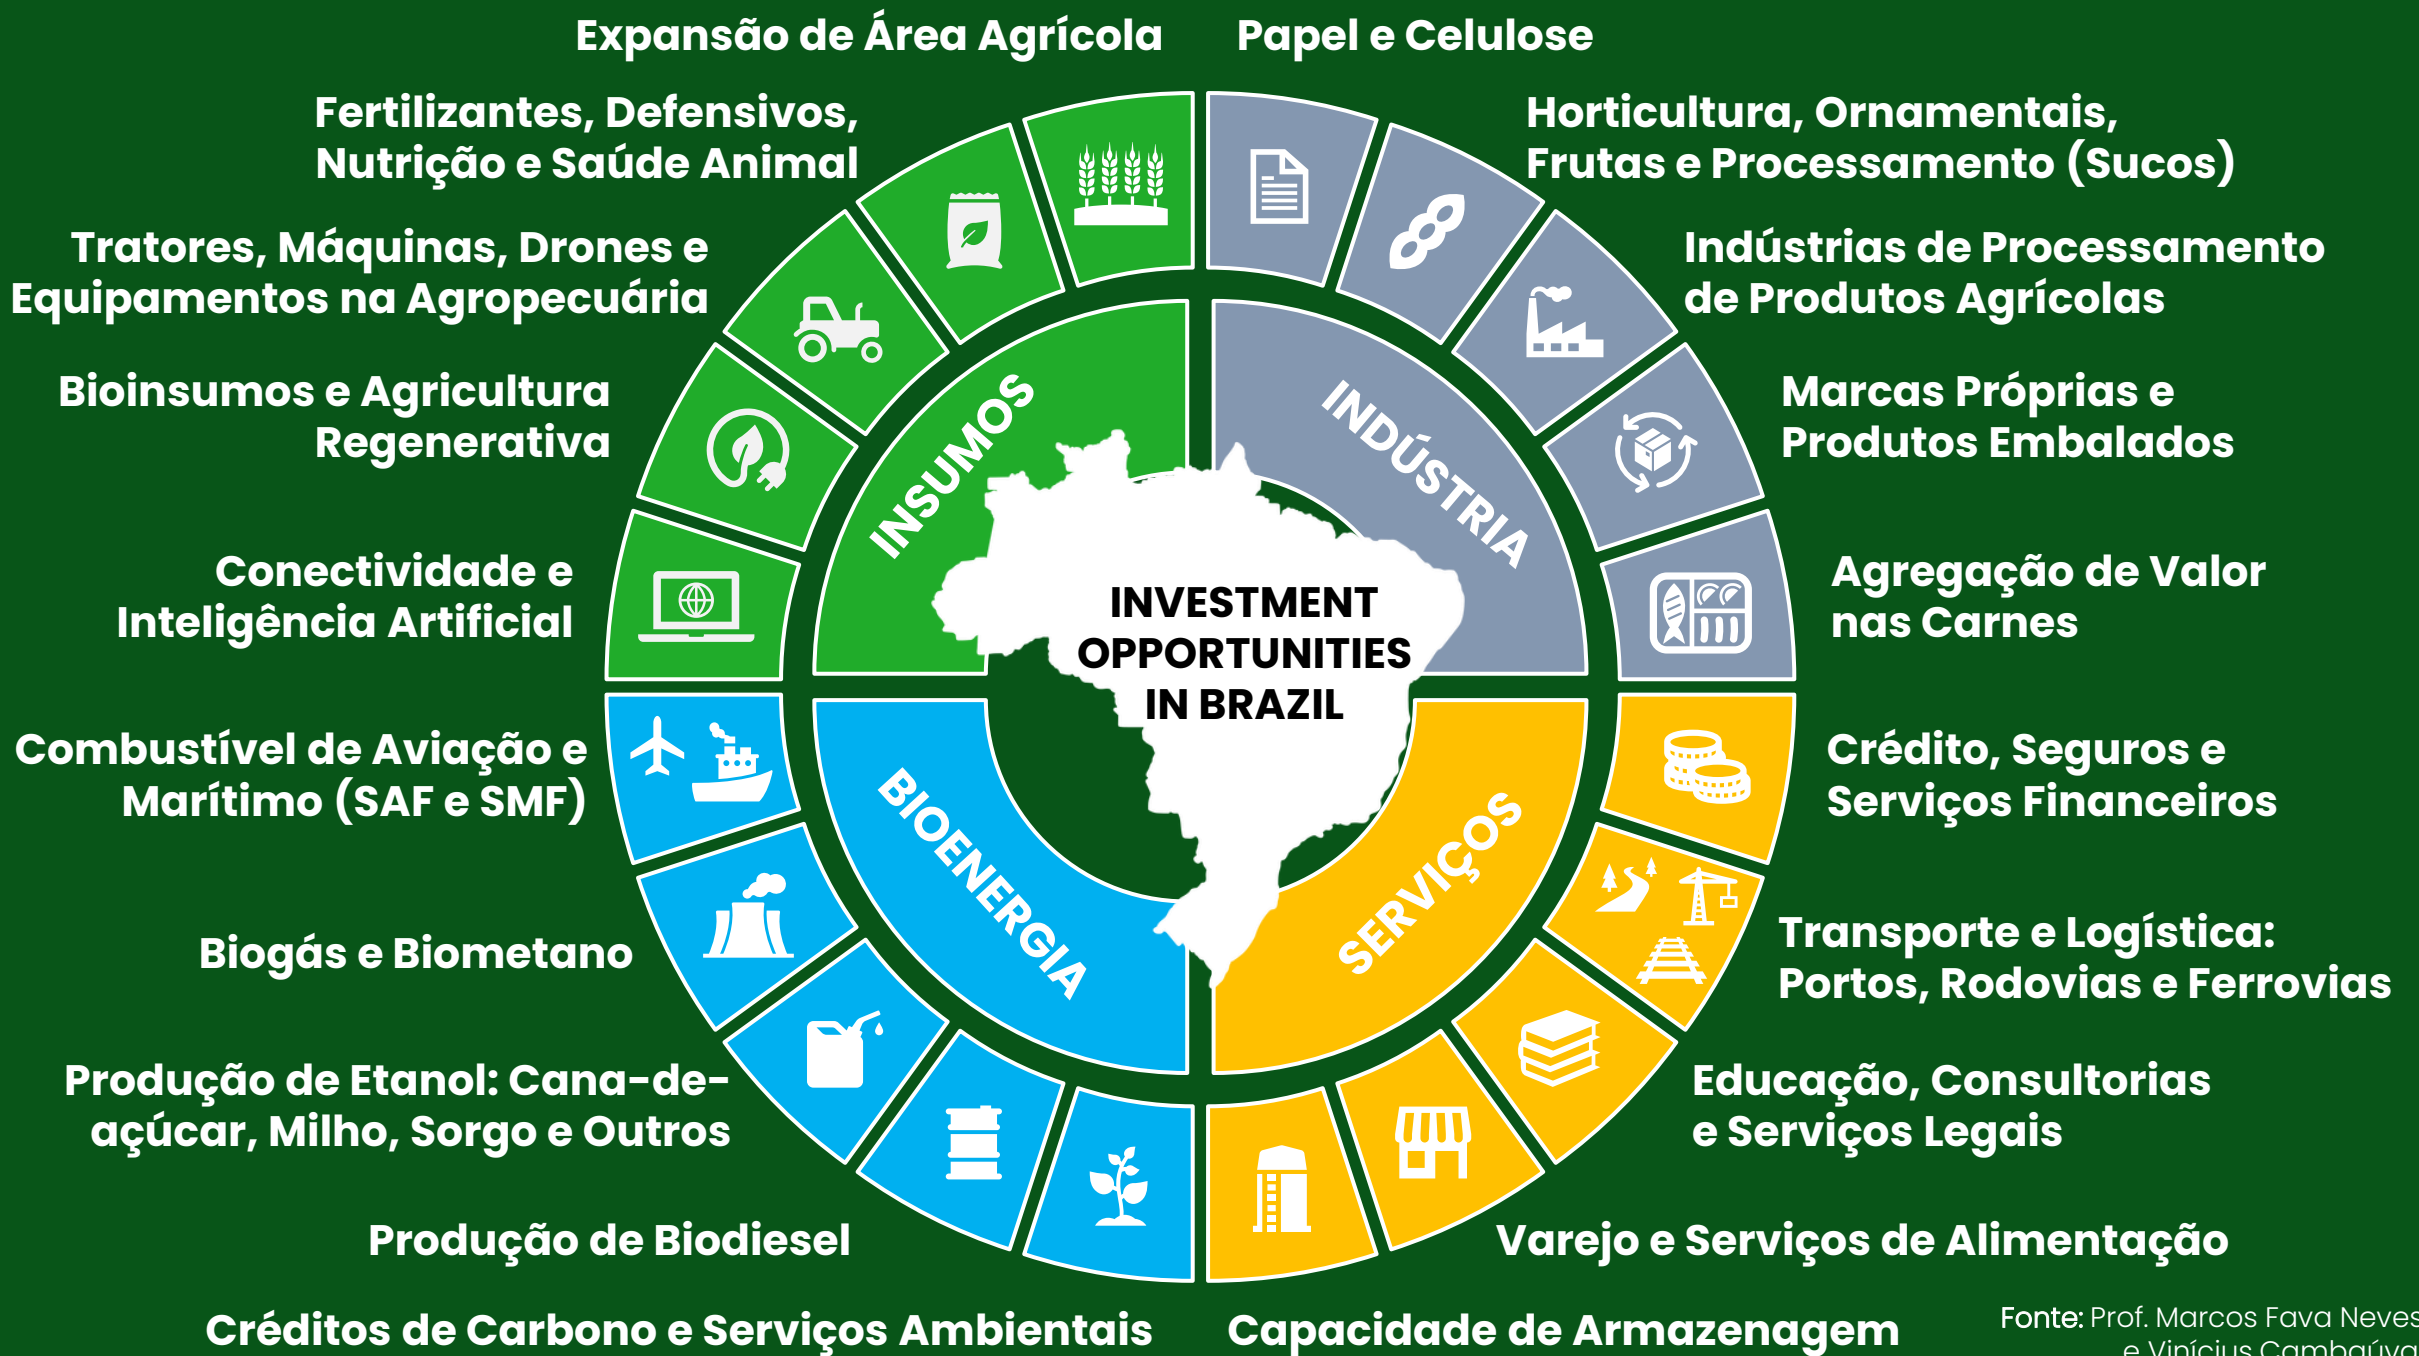 Expansão de Área Agrícola
Papel e Celulose
Fertilizantes, Defensivos,
Nutrição e Saúde Animal
Horticultura, Ornamentais,
Frutas e Processamento (Sucos)
Tratores, Máquinas, Drones e
Equipamentos na Agropecuária
Indústrias de Processamento
de Produtos Agrícolas
Bioinsumos e Agricultura
Regenerativa
Marcas Próprias e
Produtos Embalados
INSUMOS
INDÚSTRIA
Conectividade e
Inteligência Artificial
INVESTMENT
OPPORTUNITIES
IN BRAZIL
Agregação de Valor
nas Carnes
Combustível de Aviação e
Marítimo (SAF e SMF)
Crédito, Seguros e
Serviços Financeiros
BIOENERGIA
SERVIÇOS
Biogás e Biometano
Transporte e Logística:
Portos, Rodovias e Ferrovias
Produção de Etanol: Cana-de-
açúcar, Milho, Sorgo e Outros
Educação, Consultorias
e Serviços Legais
Produção de Biodiesel
Varejo e Serviços de Alimentação
Créditos de Carbono e Serviços Ambientais
Capacidade de Armazenagem
Fonte: Prof. Marcos Fava Neves
e Vinícius Cambaúva